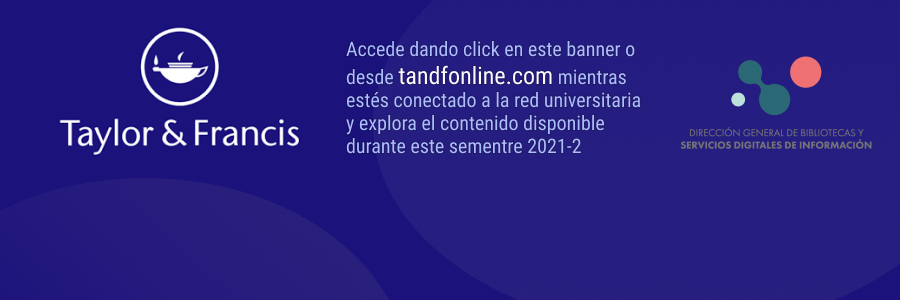 Taylor & Francis
Accede dando click en este banner o
desde tandfonline.com mientras
estés conectado a la red universitaria
y explora el contenido disponible
durante este sementre 2021-2
DIRECCIÓN GENERAL DE BIBLIOTECAS Y
SERVICIOS DIGITALES DE INFORMACIÓN